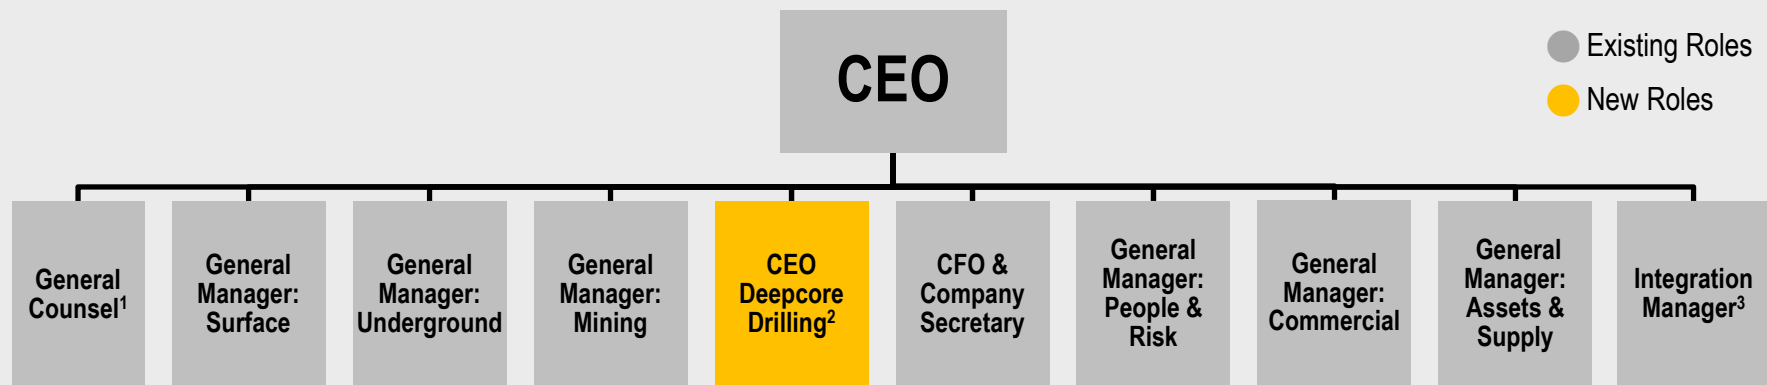 CEO
Existing Roles
New Roles
General
Counsel1
General
Manager:
Surface
General
Manager:
Underground
General
Manager:
Mining
CEO
Deepcore
Drilling2
CFO &
Company
Secretary
General
Manager:
People &
Risk
General
Manager:
Commercial
General
Manager:
Assets &
Supply
Integration
Manager3